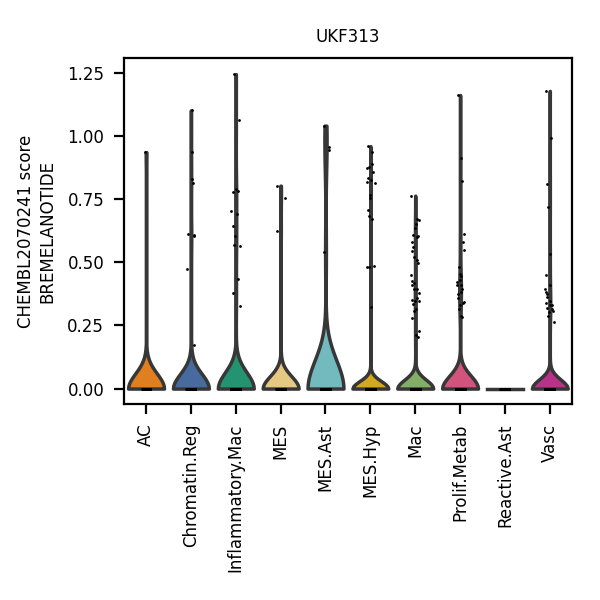 UKF313
CHEMBL2070241 score
BREMELANOTIDE
1.25
1.00
0.75
0.50
0.25
0.00
AC
Chromatin.Reg
Inflammatory.Mac
MES
MES.Ast
MES.Hyp
Mac
Prolif.Metab
Reactive.Ast
Vasc